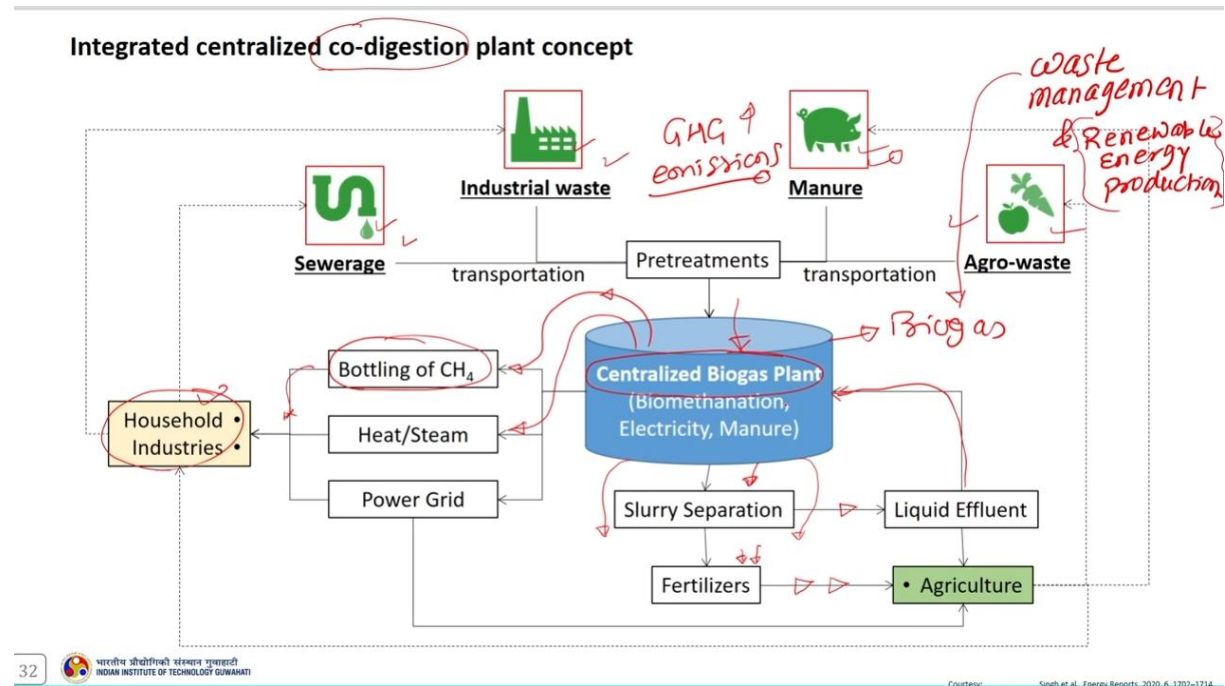 Integrated centralized co-digestion plant concept
waste
management
& {Renewable
Energy
production}
GHG
emissions
Industrial waste
Manure
Sewerage
Agro-waste
transportation
Pretreatments
transportation
Biogas
Bottling of CH₄
Centralized Biogas Plant
(Biomethanation,
Electricity, Manure)
Household •
Industries •
Heat/Steam
Power Grid
Slurry Separation
Liquid Effluent
Fertilizers
• Agriculture
32
भारतीय प्रौद्योगिकी संस्थान गुवाहाटी
INDIAN INSTITUTE OF TECHNOLOGY GUWAHATI
Courtesy: Singh et al., Energy Reports, 2020, 6, 1702–1714